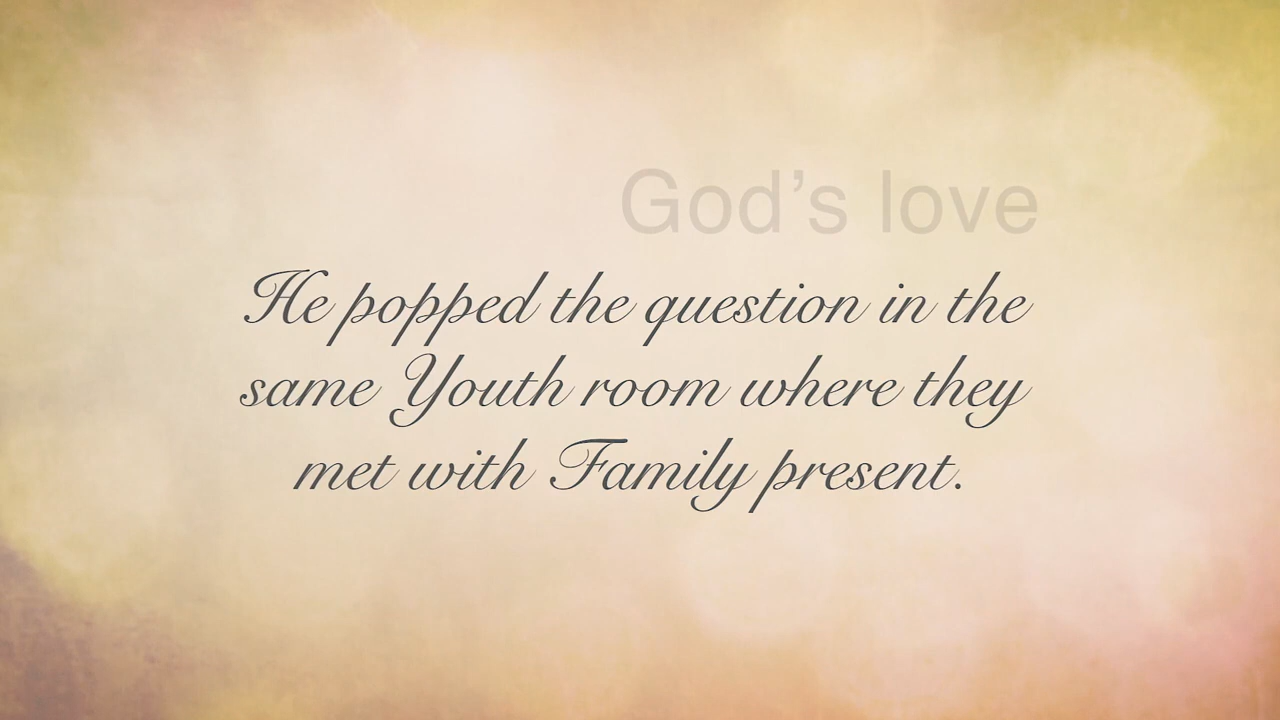 God’s love
He popped the question in the
same Youth room where they
met with Family present.